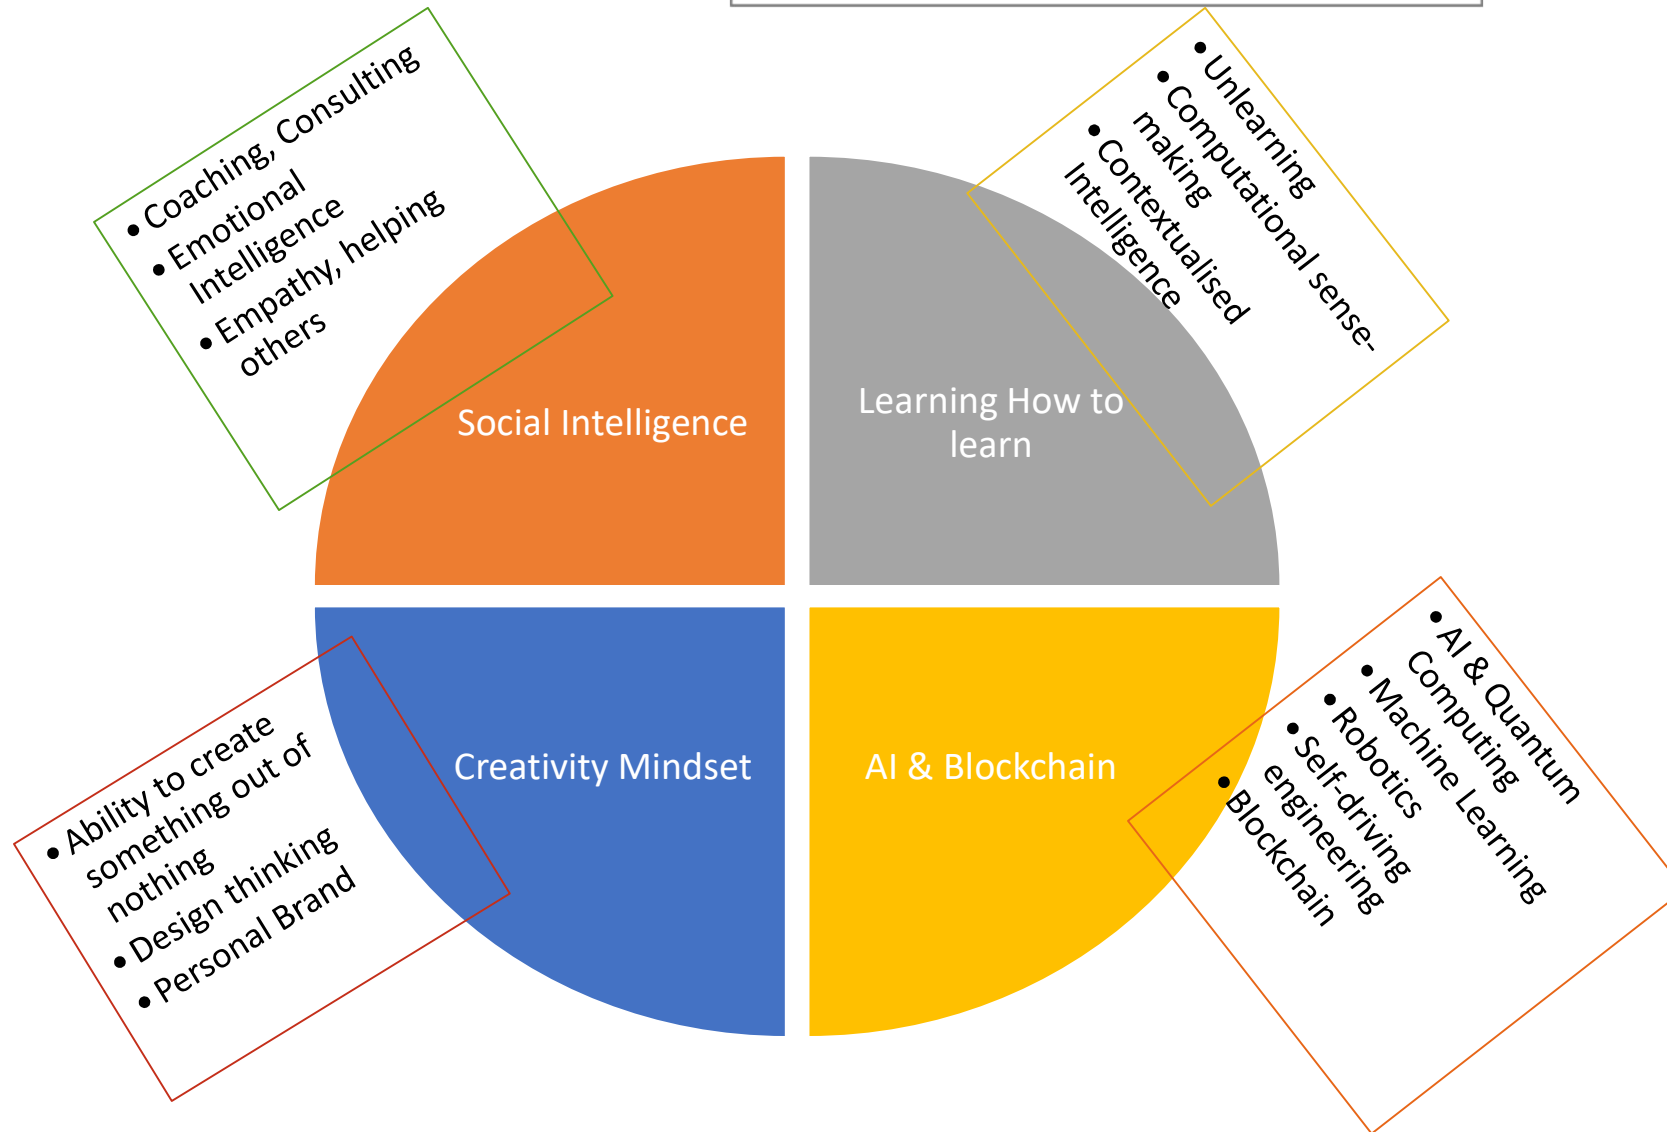 • Coaching, Consulting
• Emotional
Intelligence
• Empathy, helping
others
Social Intelligence
• Unlearning
• Computational sense-
making
• Contextualised
Intelligence
Learning How to
learn
• Ability to create
something out of
nothing
• Design thinking
• Personal Brand
Creativity Mindset
AI & Blockchain
• AI & Quantum
Computing
• Machine Learning
• Robotics
• Self-driving
engineering
• Blockchain